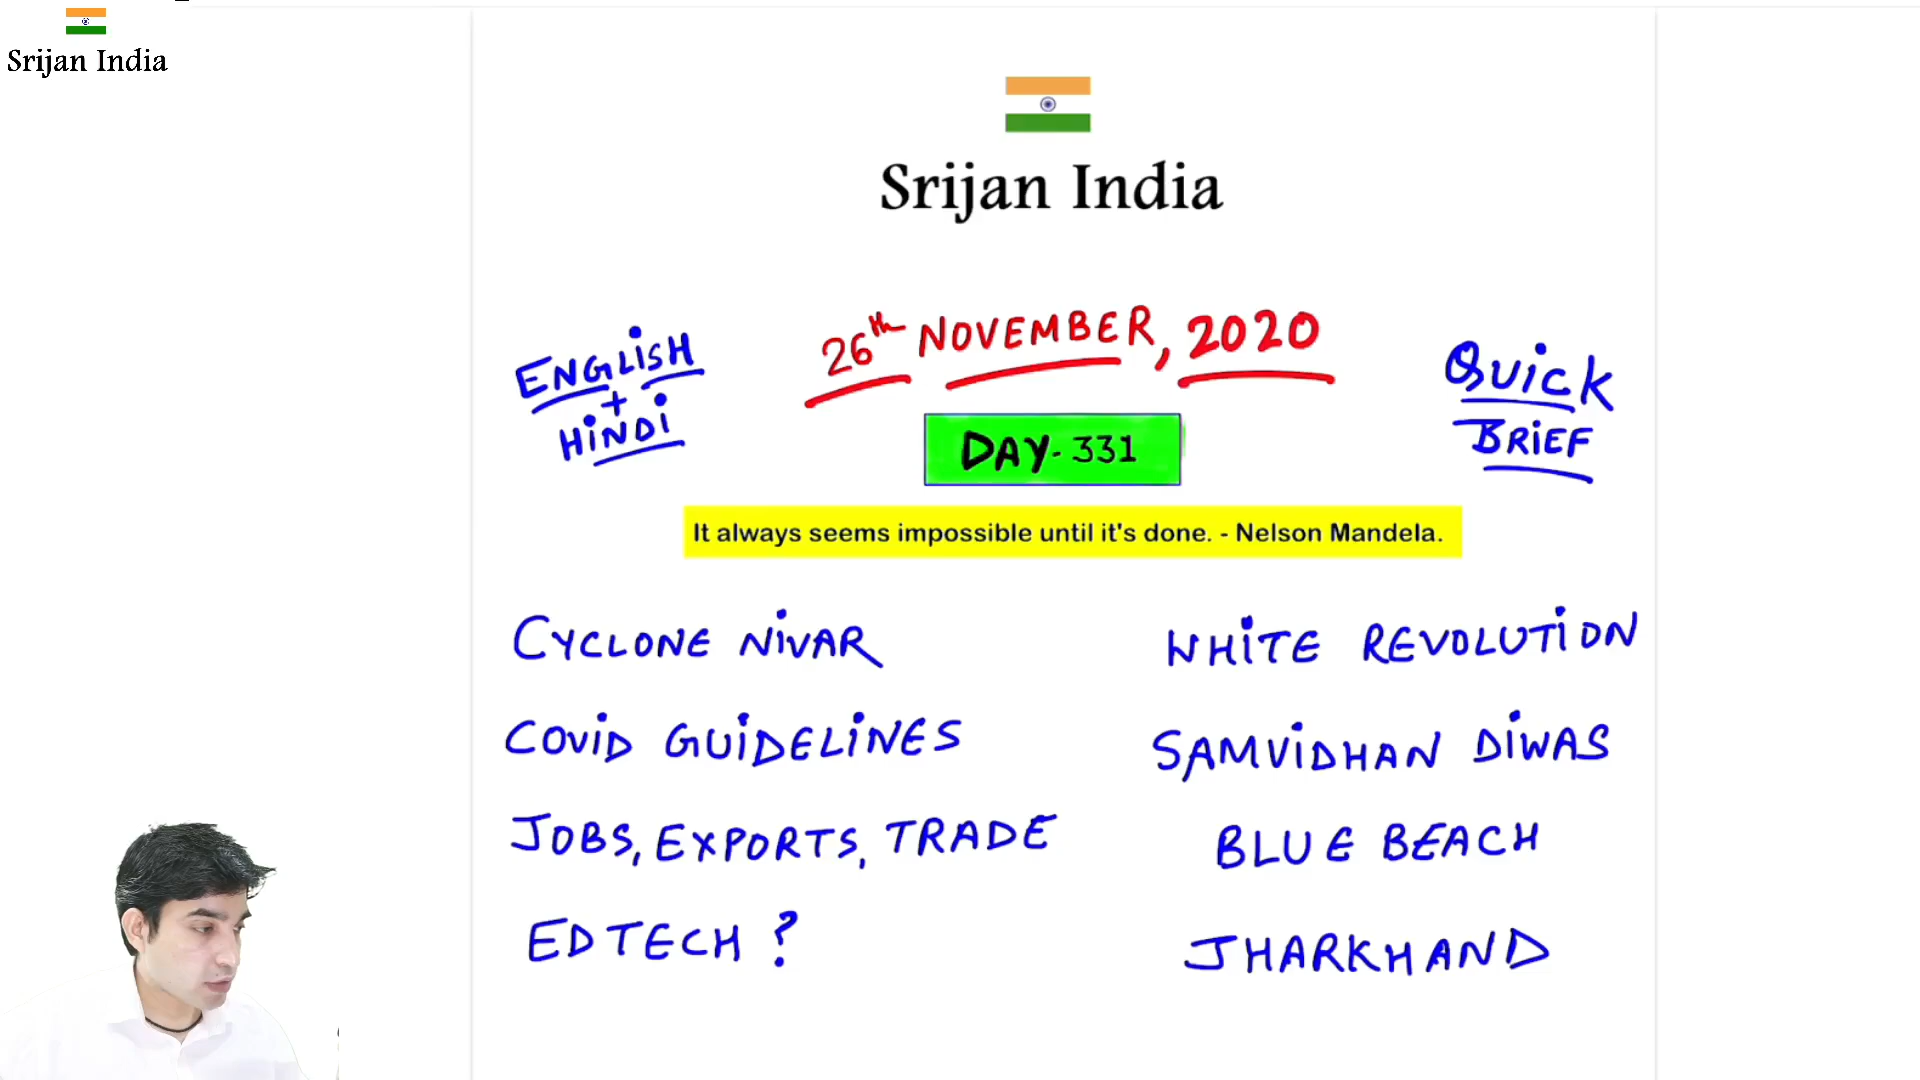 Srijan India
Srijan India
26th NOVEMBER, 2020
ENGLISH
+
HINDI
QUICK
BRIEF
DAY- 331
It always seems impossible until it's done. - Nelson Mandela.
CYCLONE NIVAR
WHITE REVOLUTION
COVID GUIDELINES
SAMVIDHAN DIWAS
JOBS, EXPORTS, TRADE
BLUE BEACH
EDTECH ?
JHARKHAND